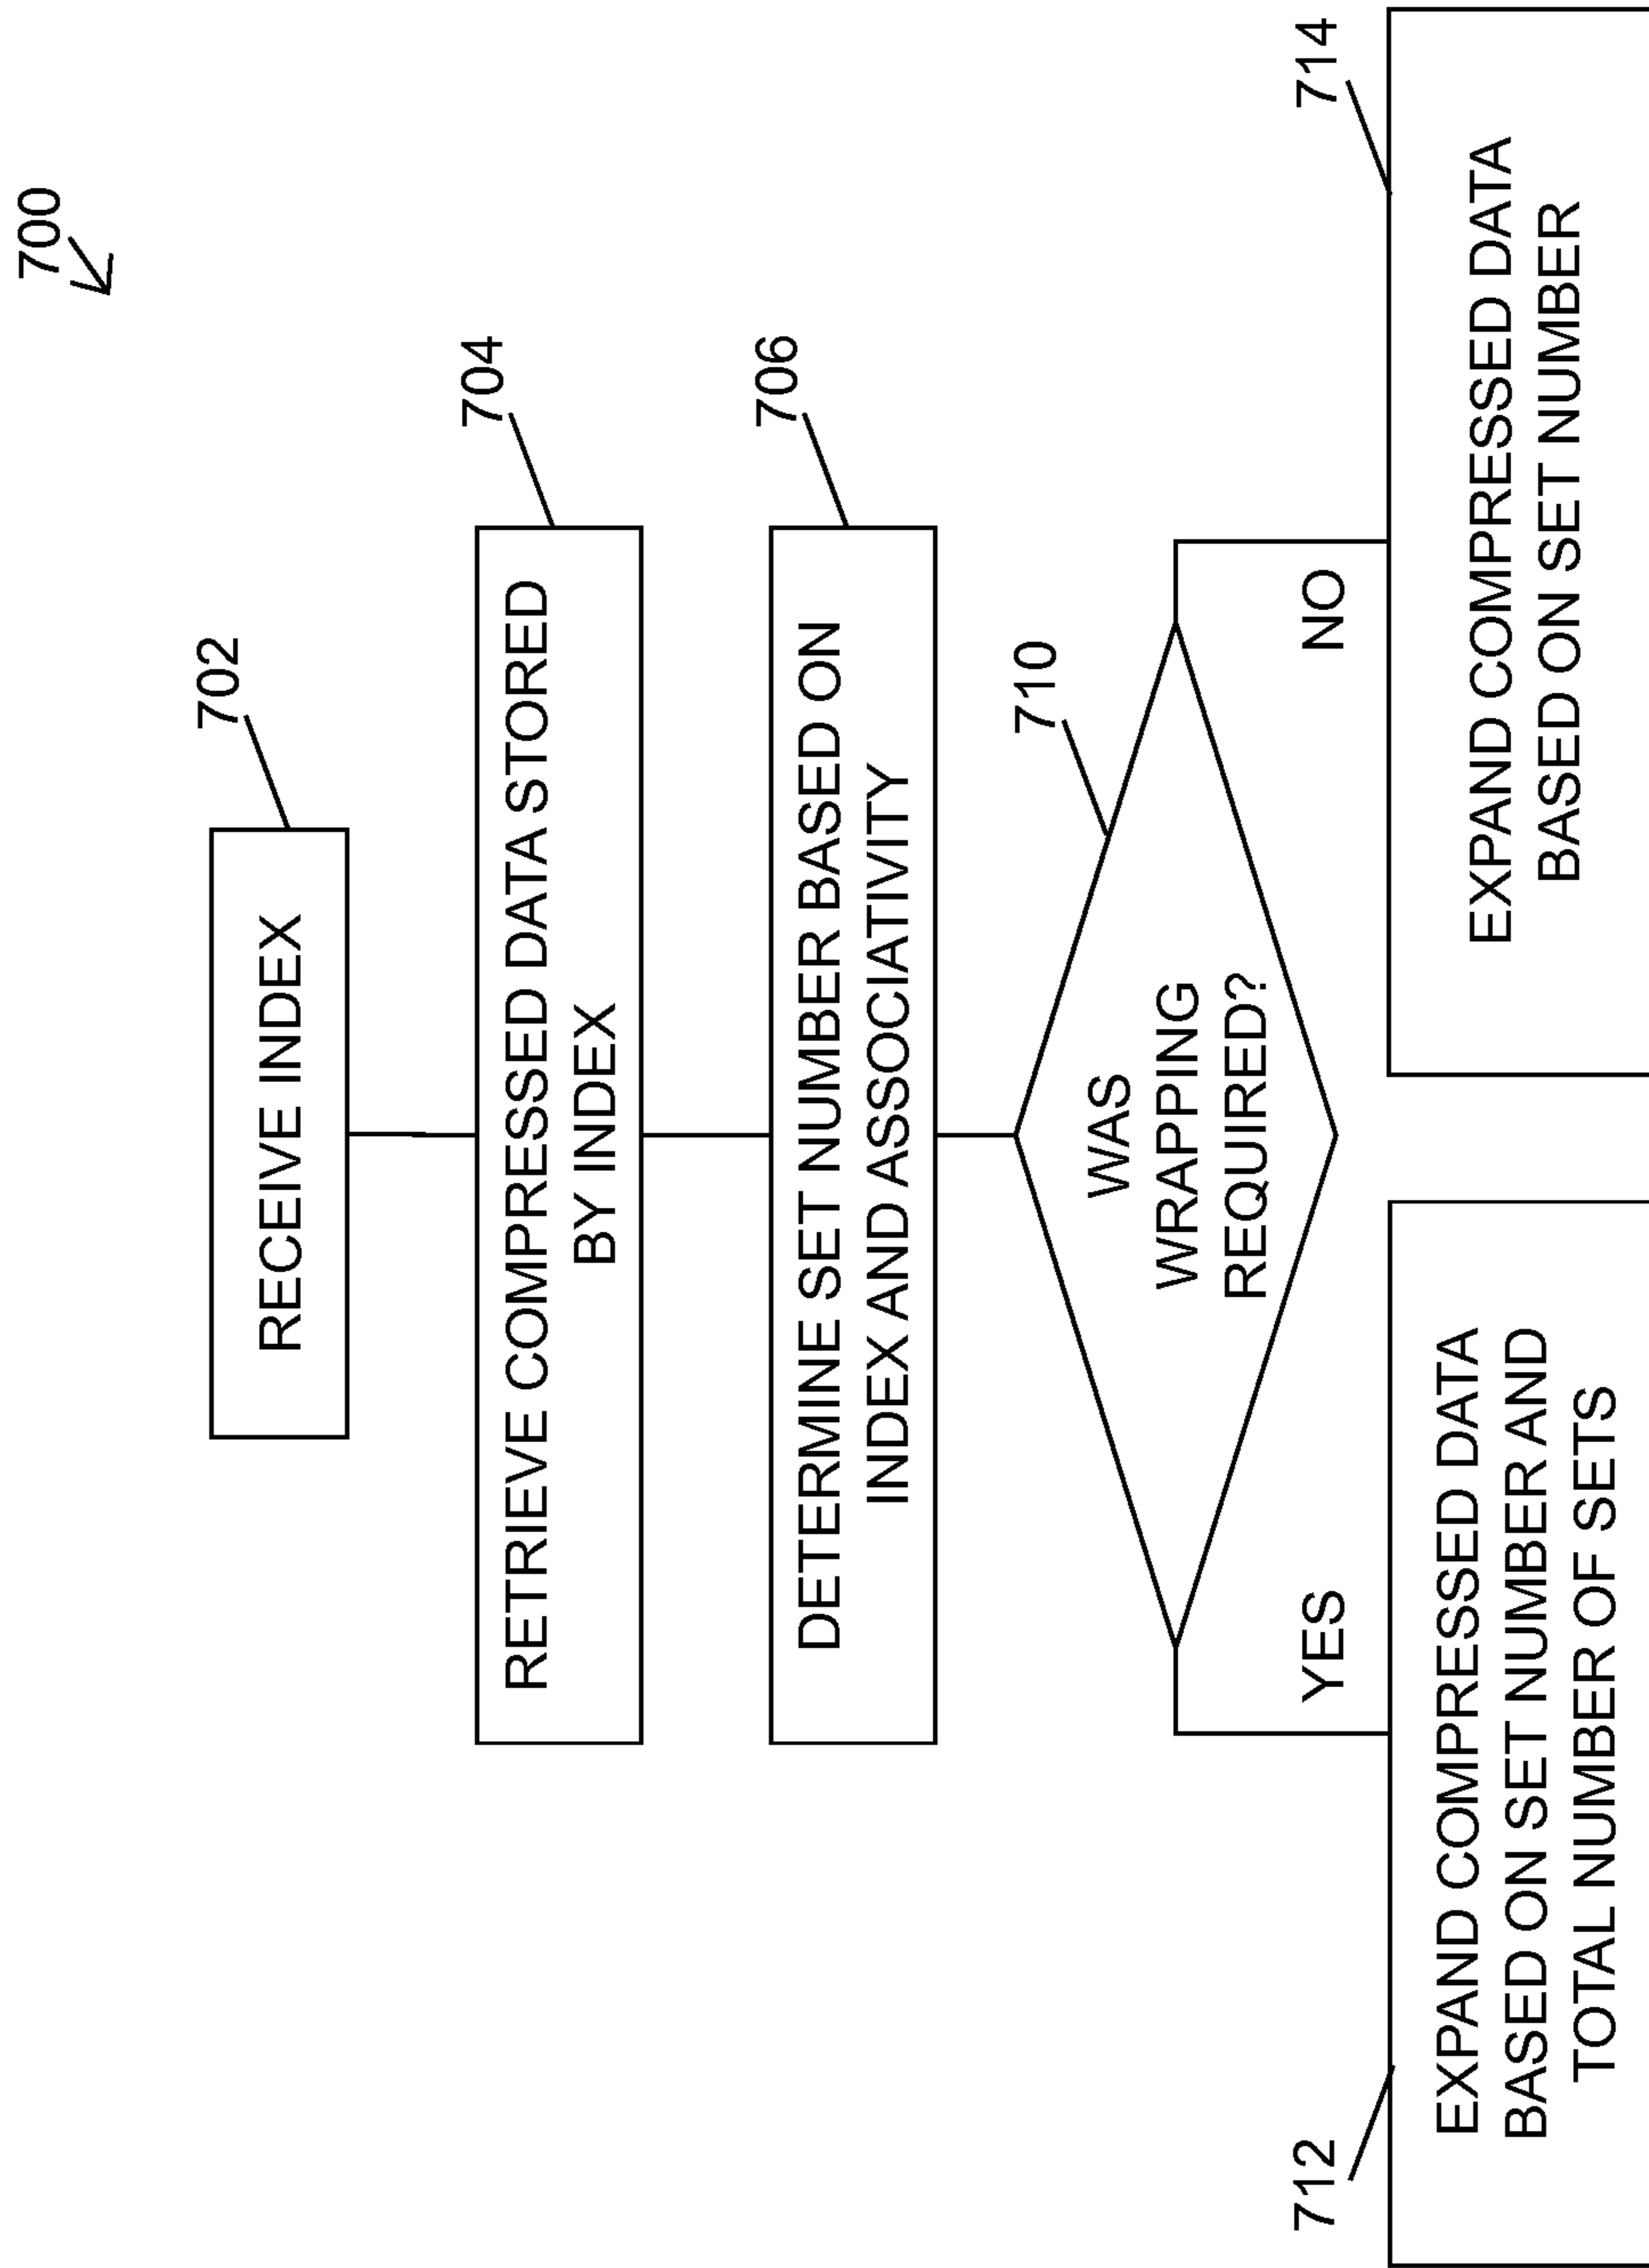 700
702
RECEIVE INDEX
704
RETRIEVE COMPRESSED DATA STORED
BY INDEX
706
DETERMINE SET NUMBER BASED ON
INDEX AND ASSOCIATIVITY
710
WAS
WRAPPING
REQUIRED?
YES
NO
712
EXPAND COMPRESSED DATA
BASED ON SET NUMBER AND
TOTAL NUMBER OF SETS
714
EXPAND COMPRESSED DATA
BASED ON SET NUMBER